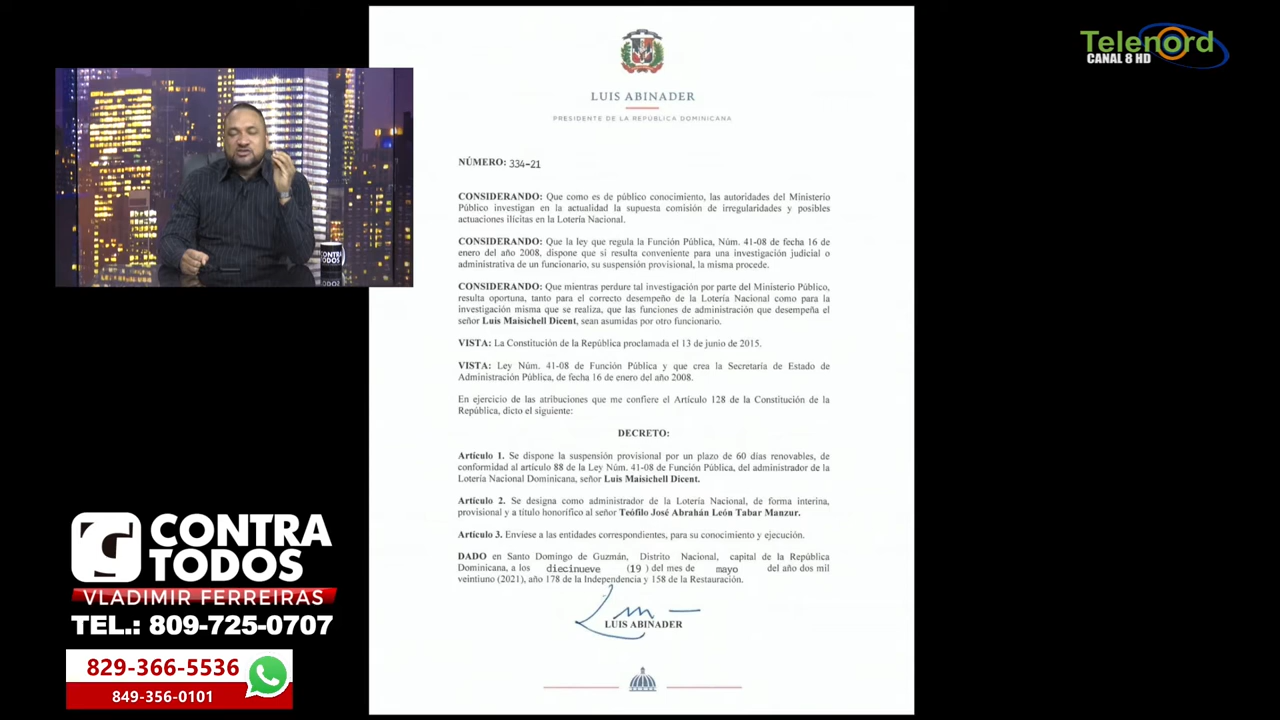 Telenord
CANAL 8 HD
LUIS ABINADER
PRESIDENTE DE LA REPÚBLICA DOMINICANA
NÚMERO: 334-21
CONSIDERANDO: Que como es de público conocimiento, las autoridades del Ministerio
Público investigan en la actualidad la supuesta comisión de irregularidades y posibles
actuaciones ilícitas en la Lotería Nacional.
CONSIDERANDO: Que la ley que regula la Función Pública, Núm. 41-08 de fecha 16 de
enero del año 2008, dispone que si resulta conveniente para una investigación judicial o
administrativa de un funcionario, su suspensión provisional, la misma procede.
CONSIDERANDO: Que mientras perdure tal investigación por parte del Ministerio Público,
resulta oportuna, tanto para el correcto desempeño de la Lotería Nacional como para la
investigación misma que se realiza, que las funciones de administración que desempeña el
señor Luis Maisichell Dicent, sean asumidas por otro funcionario.
VISTA: La Constitución de la República proclamada el 13 de junio de 2015.
VISTA: Ley Núm. 41-08 de Función Pública y que crea la Secretaría de Estado de
Administración Pública, de fecha 16 de enero del año 2008.
En ejercicio de las atribuciones que me confiere el Artículo 128 de la Constitución de la
República, dicto el siguiente:
DECRETO:
Artículo 1. Se dispone la suspensión provisional por un plazo de 60 días renovables, de
conformidad al artículo 88 de la Ley Núm. 41-08 de Función Pública, del administrador de la
Lotería Nacional Dominicana, señor Luis Maisichell Dicent.
Artículo 2. Se designa como administrador de la Lotería Nacional, de forma interina,
provisional y a título honorífico al señor Teófilo José Abrahán León Tabar Manzur.
Artículo 3. Envíese a las entidades correspondientes, para su conocimiento y ejecución.
DADO en Santo Domingo de Guzmán, Distrito Nacional, capital de la República
Dominicana, a los diecinueve (19 ) del mes de mayo del año dos mil
veintiuno (2021), año 178 de la Independencia y 158 de la Restauración.
LUIS ABINADER
CONTRA
TODOS
CONTRA
TODOS
VLADIMIR FERREIRAS
TEL.: 809-725-0707
829-366-5536
849-356-0101